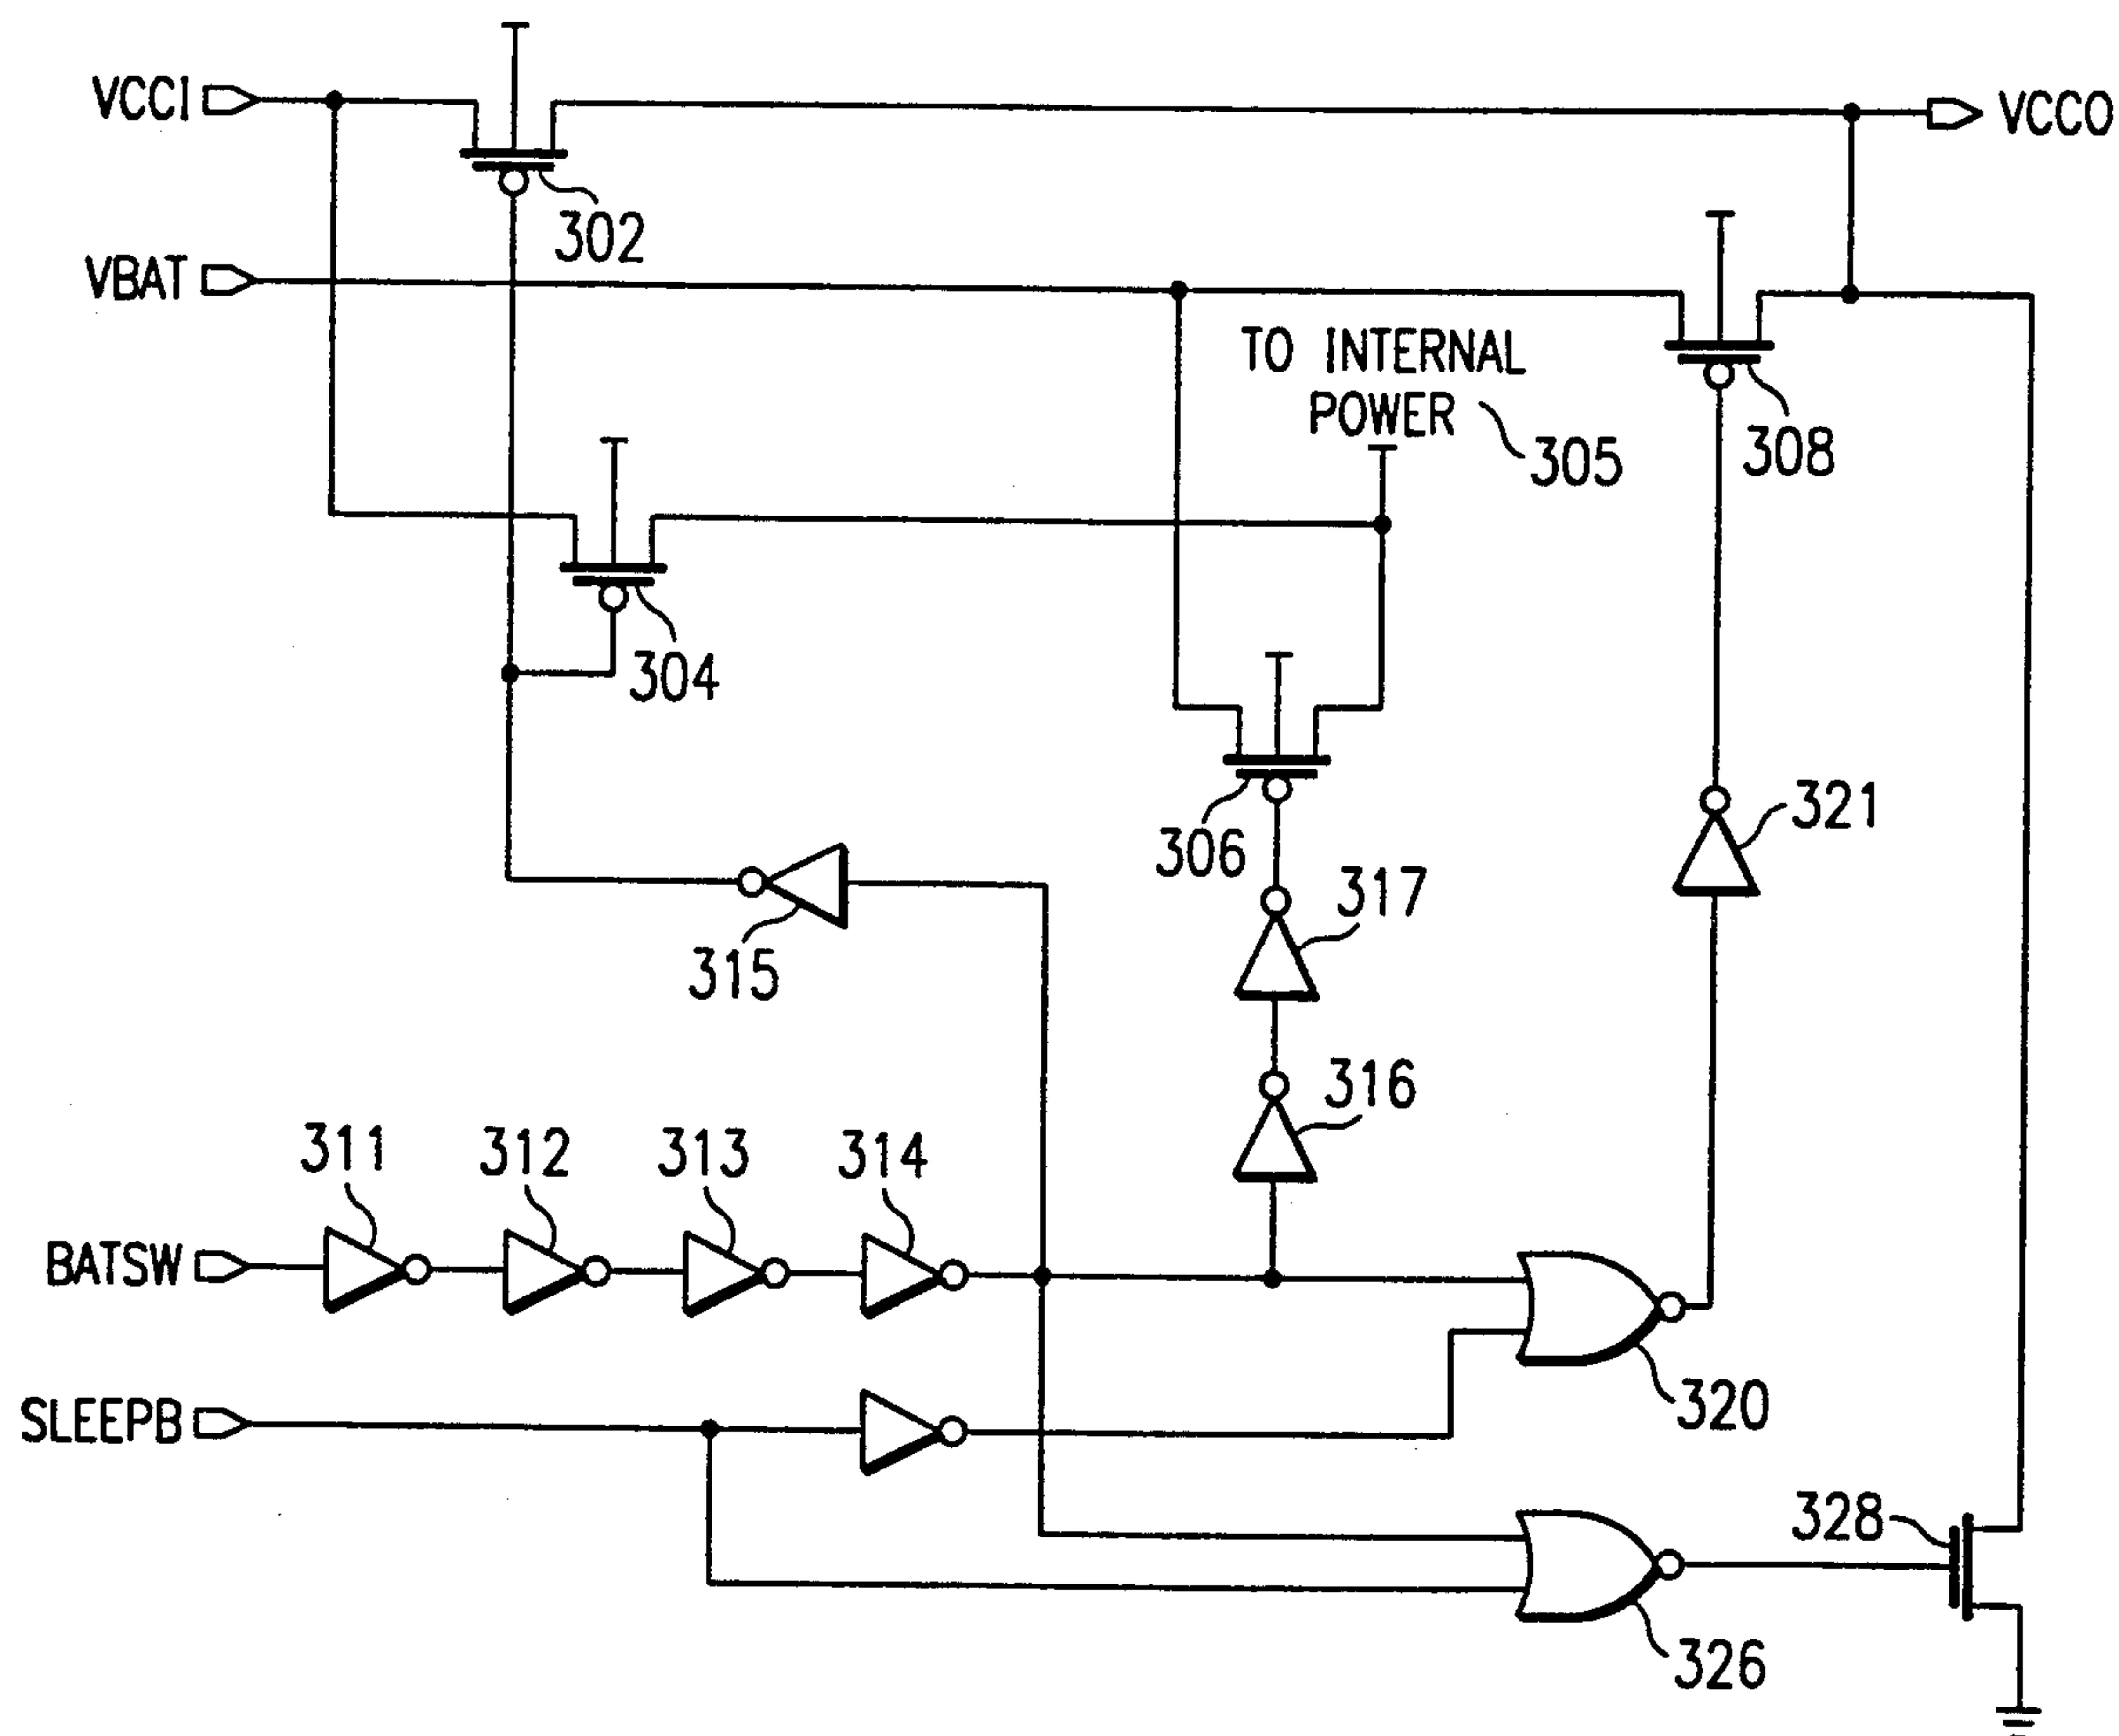 VCCI
VCCO
302
VBAT
TO INTERNAL
POWER
305
308
304
306
321
317
315
316
311
312
313
314
BATSW
320
SLEEPB
328
326